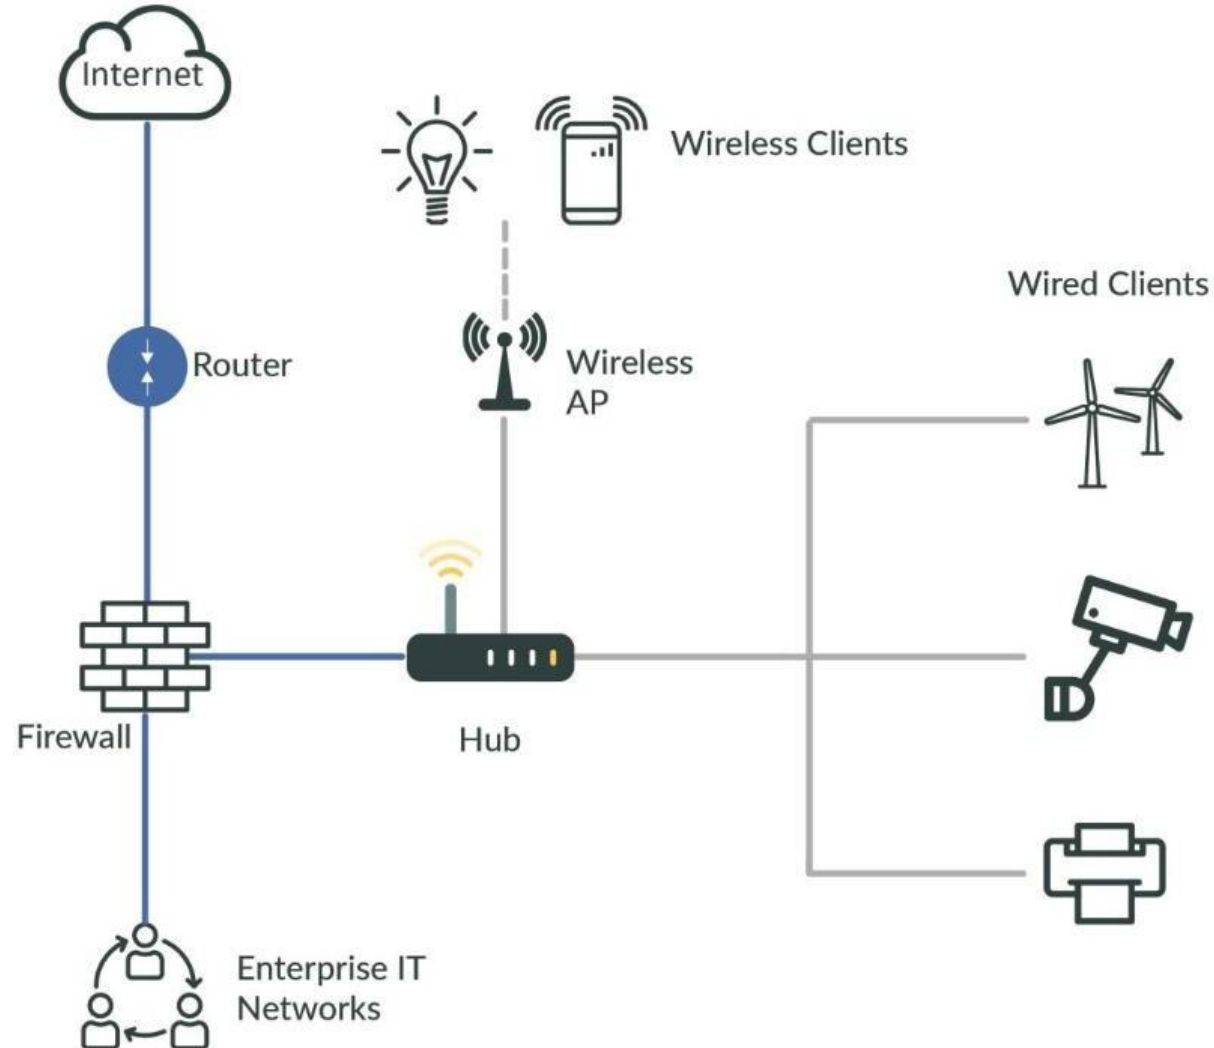 Internet
Wireless Clients
Wired Clients
Router
Wireless
AP
Firewall
Hub
Enterprise IT
Networks